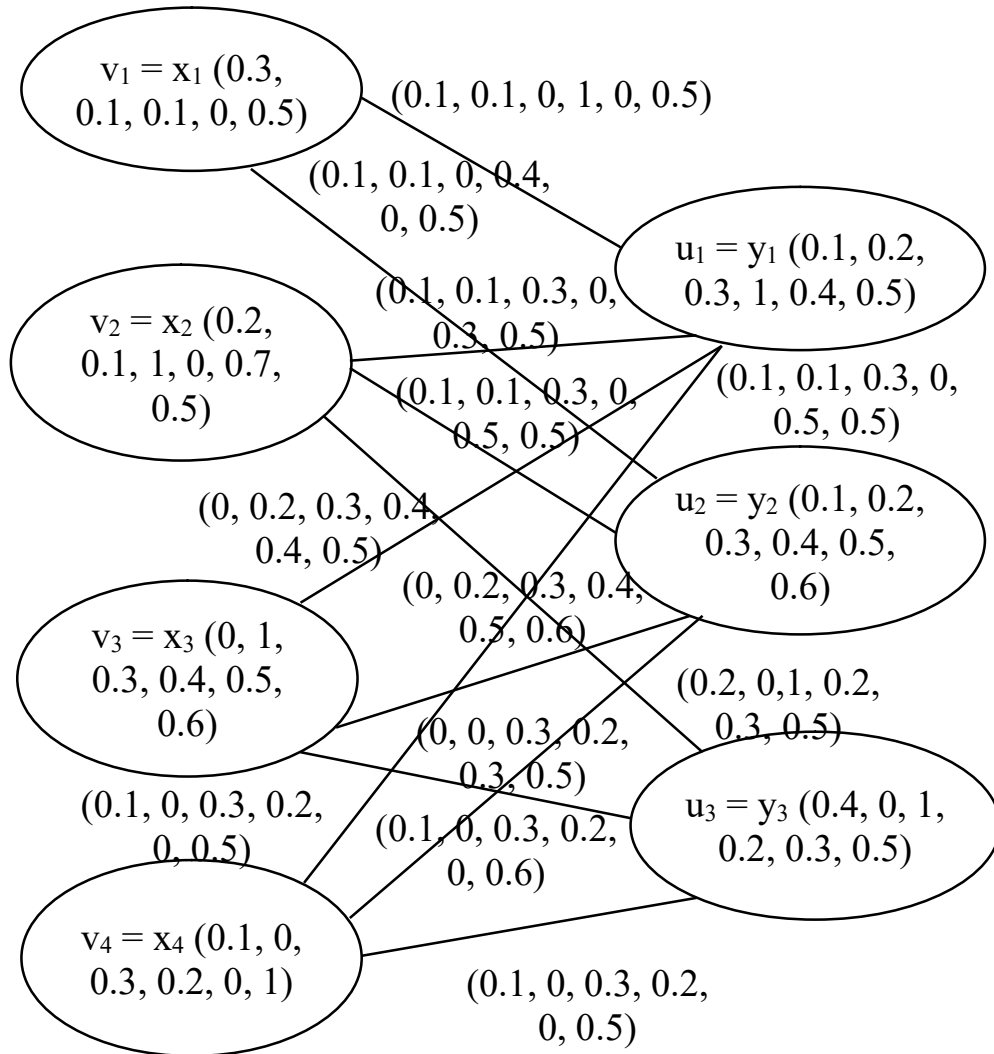 v₁ = x₁ (0.3,
0.1, 0.1, 0, 0.5)
(0.1, 0.1, 0, 1, 0, 0.5)
(0.1, 0.1, 0, 0.4,
0, 0.5)
u₁ = y₁ (0.1, 0.2,
0.3, 1, 0.4, 0.5)
v₂ = x₂ (0.2,
0.1, 1, 0, 0.7,
0.5)
(0.1, 0.1, 0.3, 0,
0.3, 0.5)
(0.1, 0.1, 0.3, 0,
0.5, 0.5)
(0.1, 0.1, 0.3, 0,
0.5, 0.5)
(0, 0.2, 0.3, 0.4,
0.4, 0.5)
u₂ = y₂ (0.1, 0.2,
0.3, 0.4, 0.5,
0.6)
(0, 0.2, 0.3, 0.4,
0.5, 0.6)
v₃ = x₃ (0, 1,
0.3, 0.4, 0.5,
0.6)
(0.2, 0,1, 0.2,
0.3, 0.5)
(0, 0, 0.3, 0.2,
0.3, 0.5)
(0.1, 0, 0.3, 0.2,
0, 0.5)
(0.1, 0, 0.3, 0.2,
0, 0.6)
u₃ = y₃ (0.4, 0, 1,
0.2, 0.3, 0.5)
v₄ = x₄ (0.1, 0,
0.3, 0.2, 0, 1)
(0.1, 0, 0.3, 0.2,
0, 0.5)